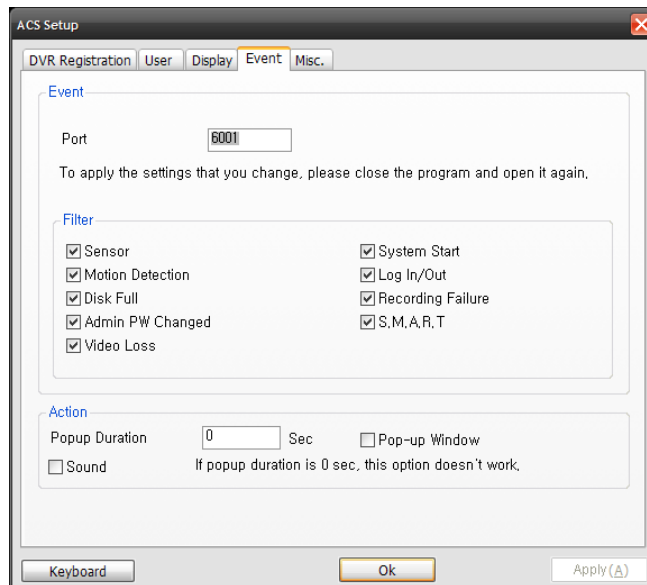 ACS Setup
DVR Registration User Display Event Misc.
Event
Port 6001
To apply the settings that you change, please close the program and open it again.
Filter
Sensor System Start
Motion Detection Log In/Out
Disk Full Recording Failure
Admin PW Changed S.M.A.R.T
Video Loss
Action
Popup Duration 0 Sec Pop-up Window
Sound If popup duration is 0 sec, this option doesn't work.
Keyboard Ok Apply(A)